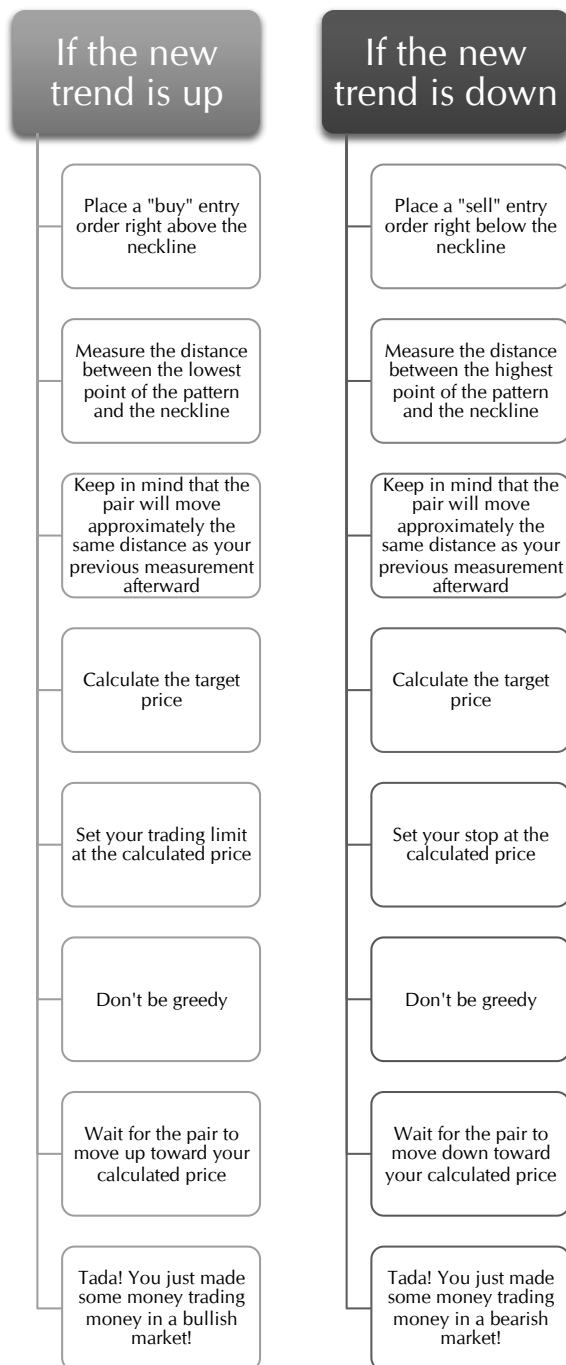 If the new
trend is up
Place a "buy" entry
order right above the
neckline
Measure the distance
between the lowest
point of the pattern
and the neckline
Keep in mind that the
pair will move
approximately the
same distance as your
previous measurement
afterward
Calculate the target
price
Set your trading limit
at the calculated price
Don't be greedy
Wait for the pair to
move up toward your
calculated price
Tada! You just made
some money trading
money in a bullish
market!
If the new
trend is down
Place a "sell" entry
order right below the
neckline
Measure the distance
between the highest
point of the pattern
and the neckline
Keep in mind that the
pair will move
approximately the
same distance as your
previous measurement
afterward
Calculate the target
price
Set your stop at the
calculated price
Don't be greedy
Wait for the pair to
move down toward
your calculated price
Tada! You just made
some money trading
money in a bearish
market!